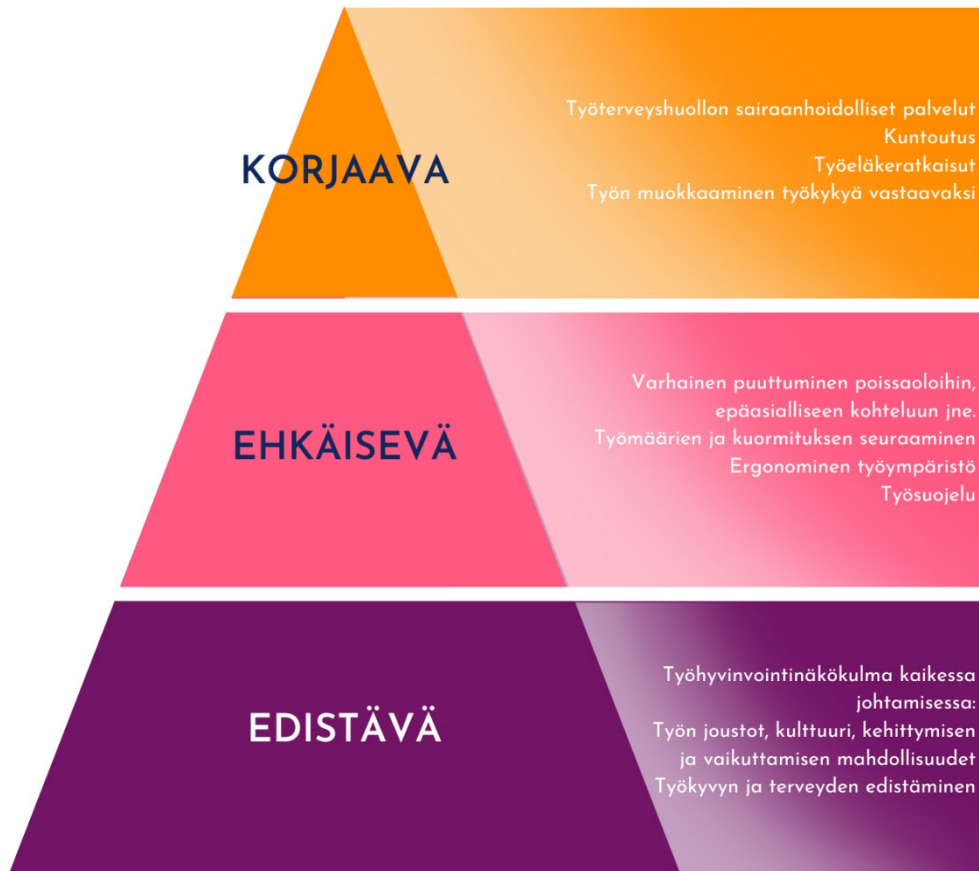 KORJAAVA
Työterveyshuollon sairaanhoidolliset palvelut
Kuntoutus
Työeläkeratkaisut
Työn muokkaaminen työkykyä vastaavaksi
EHKÄISEVÄ
Varhainen puuttuminen poissaoloihin,
epäasialliseen kohteluun jne.
Työmäärien ja kuormituksen seuraaminen
Ergonominen työympäristö
Työsuojelu
EDISTÄVÄ
Työhyvinvointinäkökulma kaikessa
johtamisessa:
Työn joustot, kulttuuri, kehittymisen
ja vaikuttamisen mahdollisuudet
Työkyvyn ja terveyden edistäminen